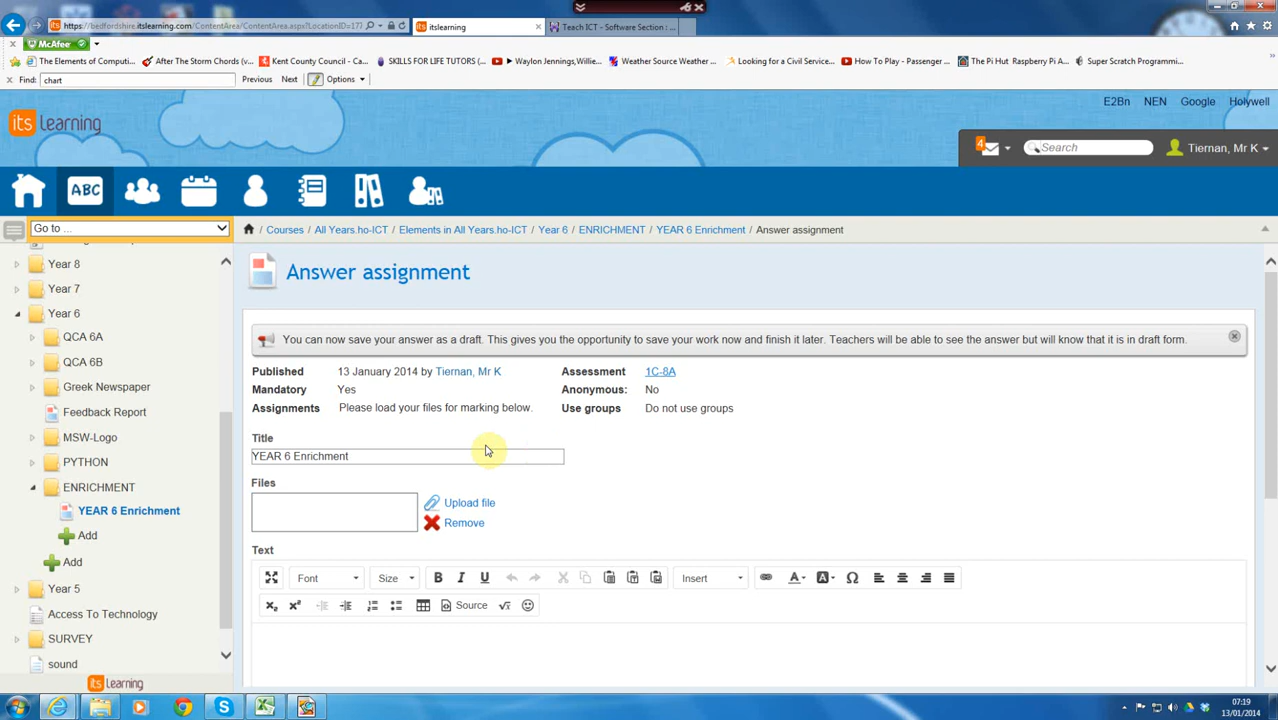 https://bedfordshire.itslearning.com/ContentArea/ContentArea.aspx?LocationID=177
itslearning
Teach ICT - Software Section : ...
McAfee
The Elements of Computi...
After The Storm Chords (v...
Kent County Council - Ca...
SKILLS FOR LIFE TUTORS (...
Waylon Jennings,Willie...
Weather Source Weather ...
Looking for a Civil Service...
How To Play - Passenger ...
The Pi Hut Raspberry Pi A...
Super Scratch Programmi...
Find: chart Previous Next Options
E2Bn NEN Google Holywell
its Learning
4 Search Tiernan, Mr K
ABC
Go to ...
Courses All Years.ho-ICT Elements in All Years.ho-ICT Year 6 ENRICHMENT YEAR 6 Enrichment Answer assignment
Year 8
Year 7
Year 6
QCA 6A
QCA 6B
Greek Newspaper
Feedback Report
MSW-Logo
PYTHON
ENRICHMENT
YEAR 6 Enrichment
Add
Add
Year 5
Access To Technology
SURVEY
sound
its Learning
Answer assignment
You can now save your answer as a draft. This gives you the opportunity to save your work now and finish it later. Teachers will be able to see the answer but will know that it is in draft form.
Published 13 January 2014 by Tiernan, Mr K Assessment 1C-8A
Mandatory Yes Anonymous: No
Assignments Please load your files for marking below. Use groups Do not use groups
Title
YEAR 6 Enrichment
Files
Upload file
Remove
Text
Font Size B I U Insert A A Ω
X₂ X² Source √x
07:19
13/01/2014